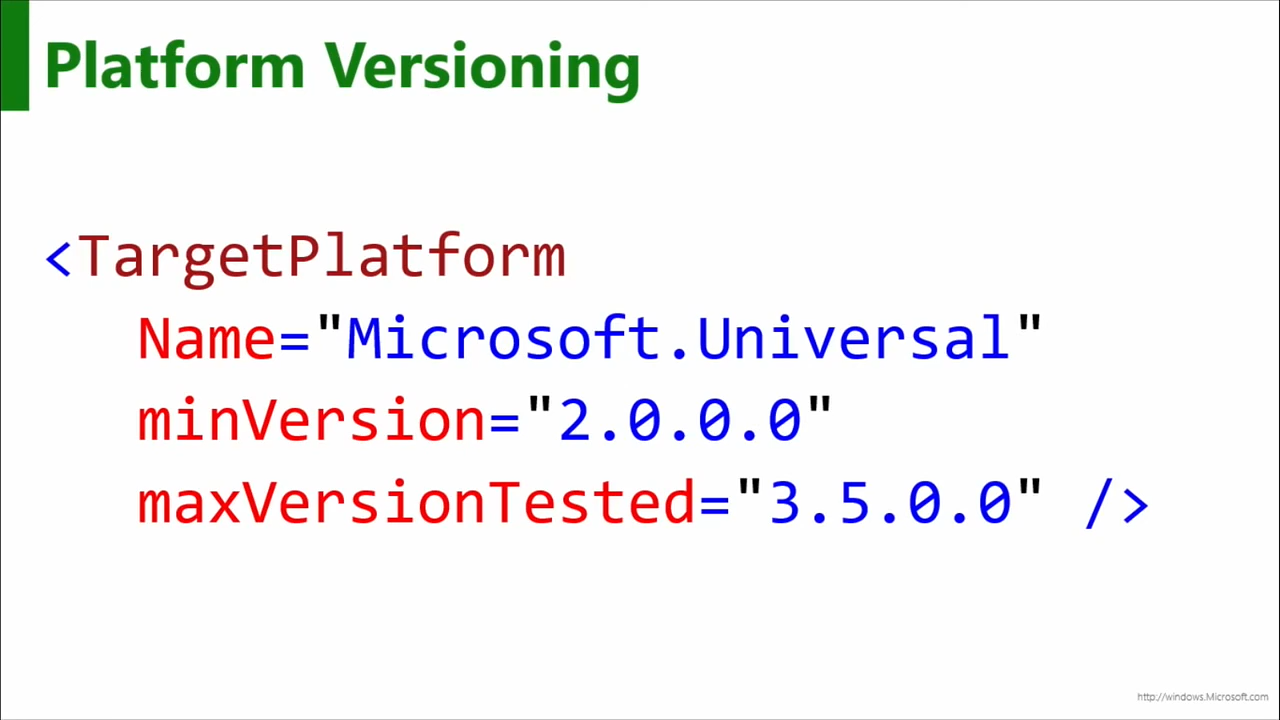 Platform Versioning
<TargetPlatform
Name="Microsoft.Universal"
minVersion="2.0.0.0"
maxVersionTested="3.5.0.0" />
http://windows.Microsoft.com